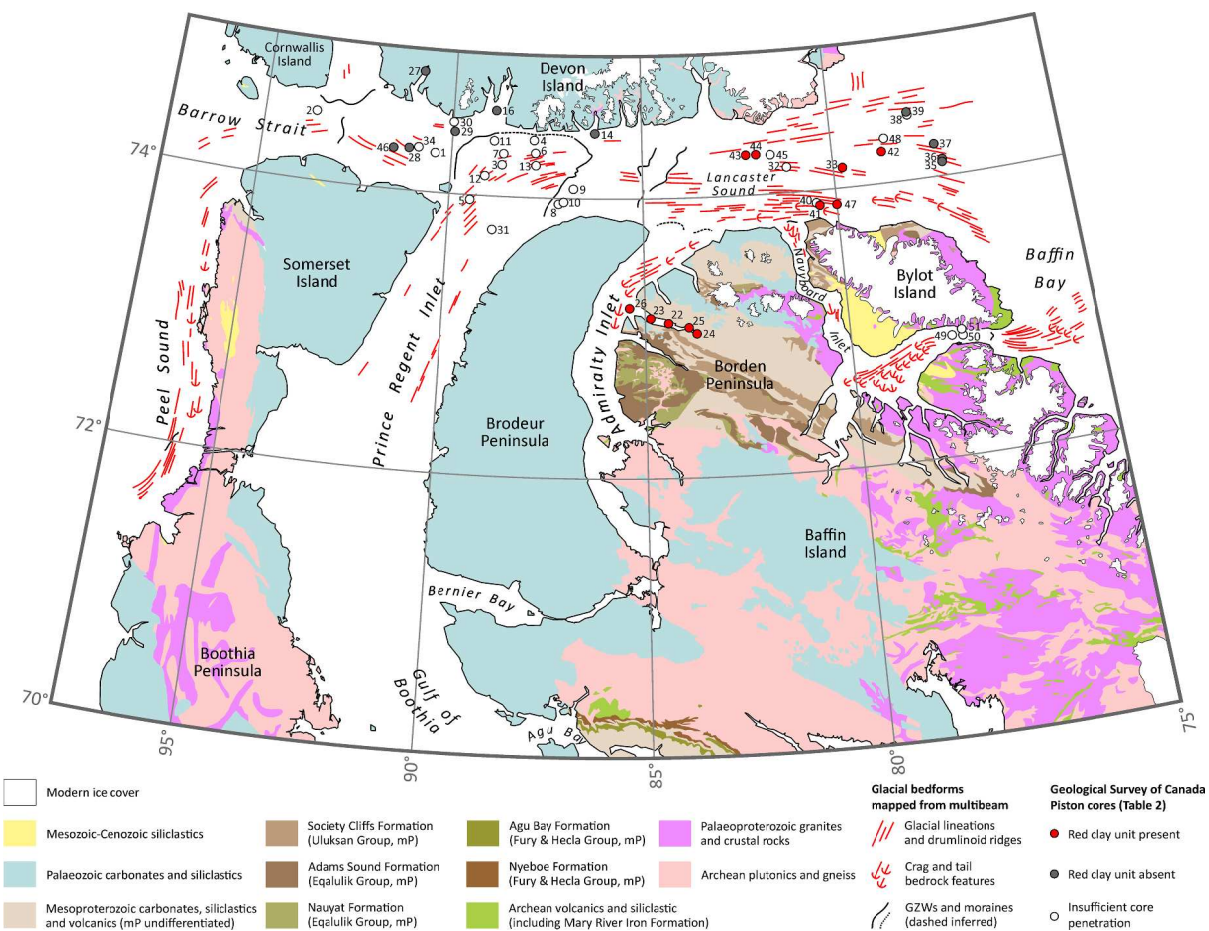 Cornwallis
Island
27
Devon
Island
16
2
Barrow Strait
30
29
14
39
38
46
28
34
1
11
7
3
12
4
6
13
48
42
37
36
35
74°
43
44
45
32
33
Lancaster
Sound
5
9
8
10
40
41
47
31
Somerset
Island
Navyboard
Inlet
Bylot
Island
Baffin
Bay
Peel Sound
Prince Regent Inlet
Admiralty Inlet
26
23
22
25
24
51
49
50
Borden
Peninsula
72°
Brodeur
Peninsula
Baffin
Island
Bernier Bay
Boothia
Peninsula
Gulf of
Boothia
Agu Bay
70°
95°
90°
85°
80°
75°
Modern ice cover
Mesozoic-Cenozoic siliclastics
Palaeozoic carbonates and siliclastics
Mesoproterozoic carbonates, siliclastics
and volcanics (mP undifferentiated)
Society Cliffs Formation
(Uluksan Group, mP)
Adams Sound Formation
(Eqalulik Group, mP)
Nauyat Formation
(Eqalulik Group, mP)
Agu Bay Formation
(Fury & Hecla Group, mP)
Nyeboe Formation
(Fury & Hecla Group, mP)
Archean volcanics and siliclastic
(including Mary River Iron Formation)
Palaeoproterozoic granites
and crustal rocks
Archean plutonics and gneiss
Glacial bedforms
mapped from multibeam
Glacial lineations
and drumlinoid ridges
Crag and tail
bedrock features
GZWs and moraines
(dashed inferred)
Geological Survey of Canada
Piston cores (Table 2)
Red clay unit present
Red clay unit absent
Insufficient core
penetration